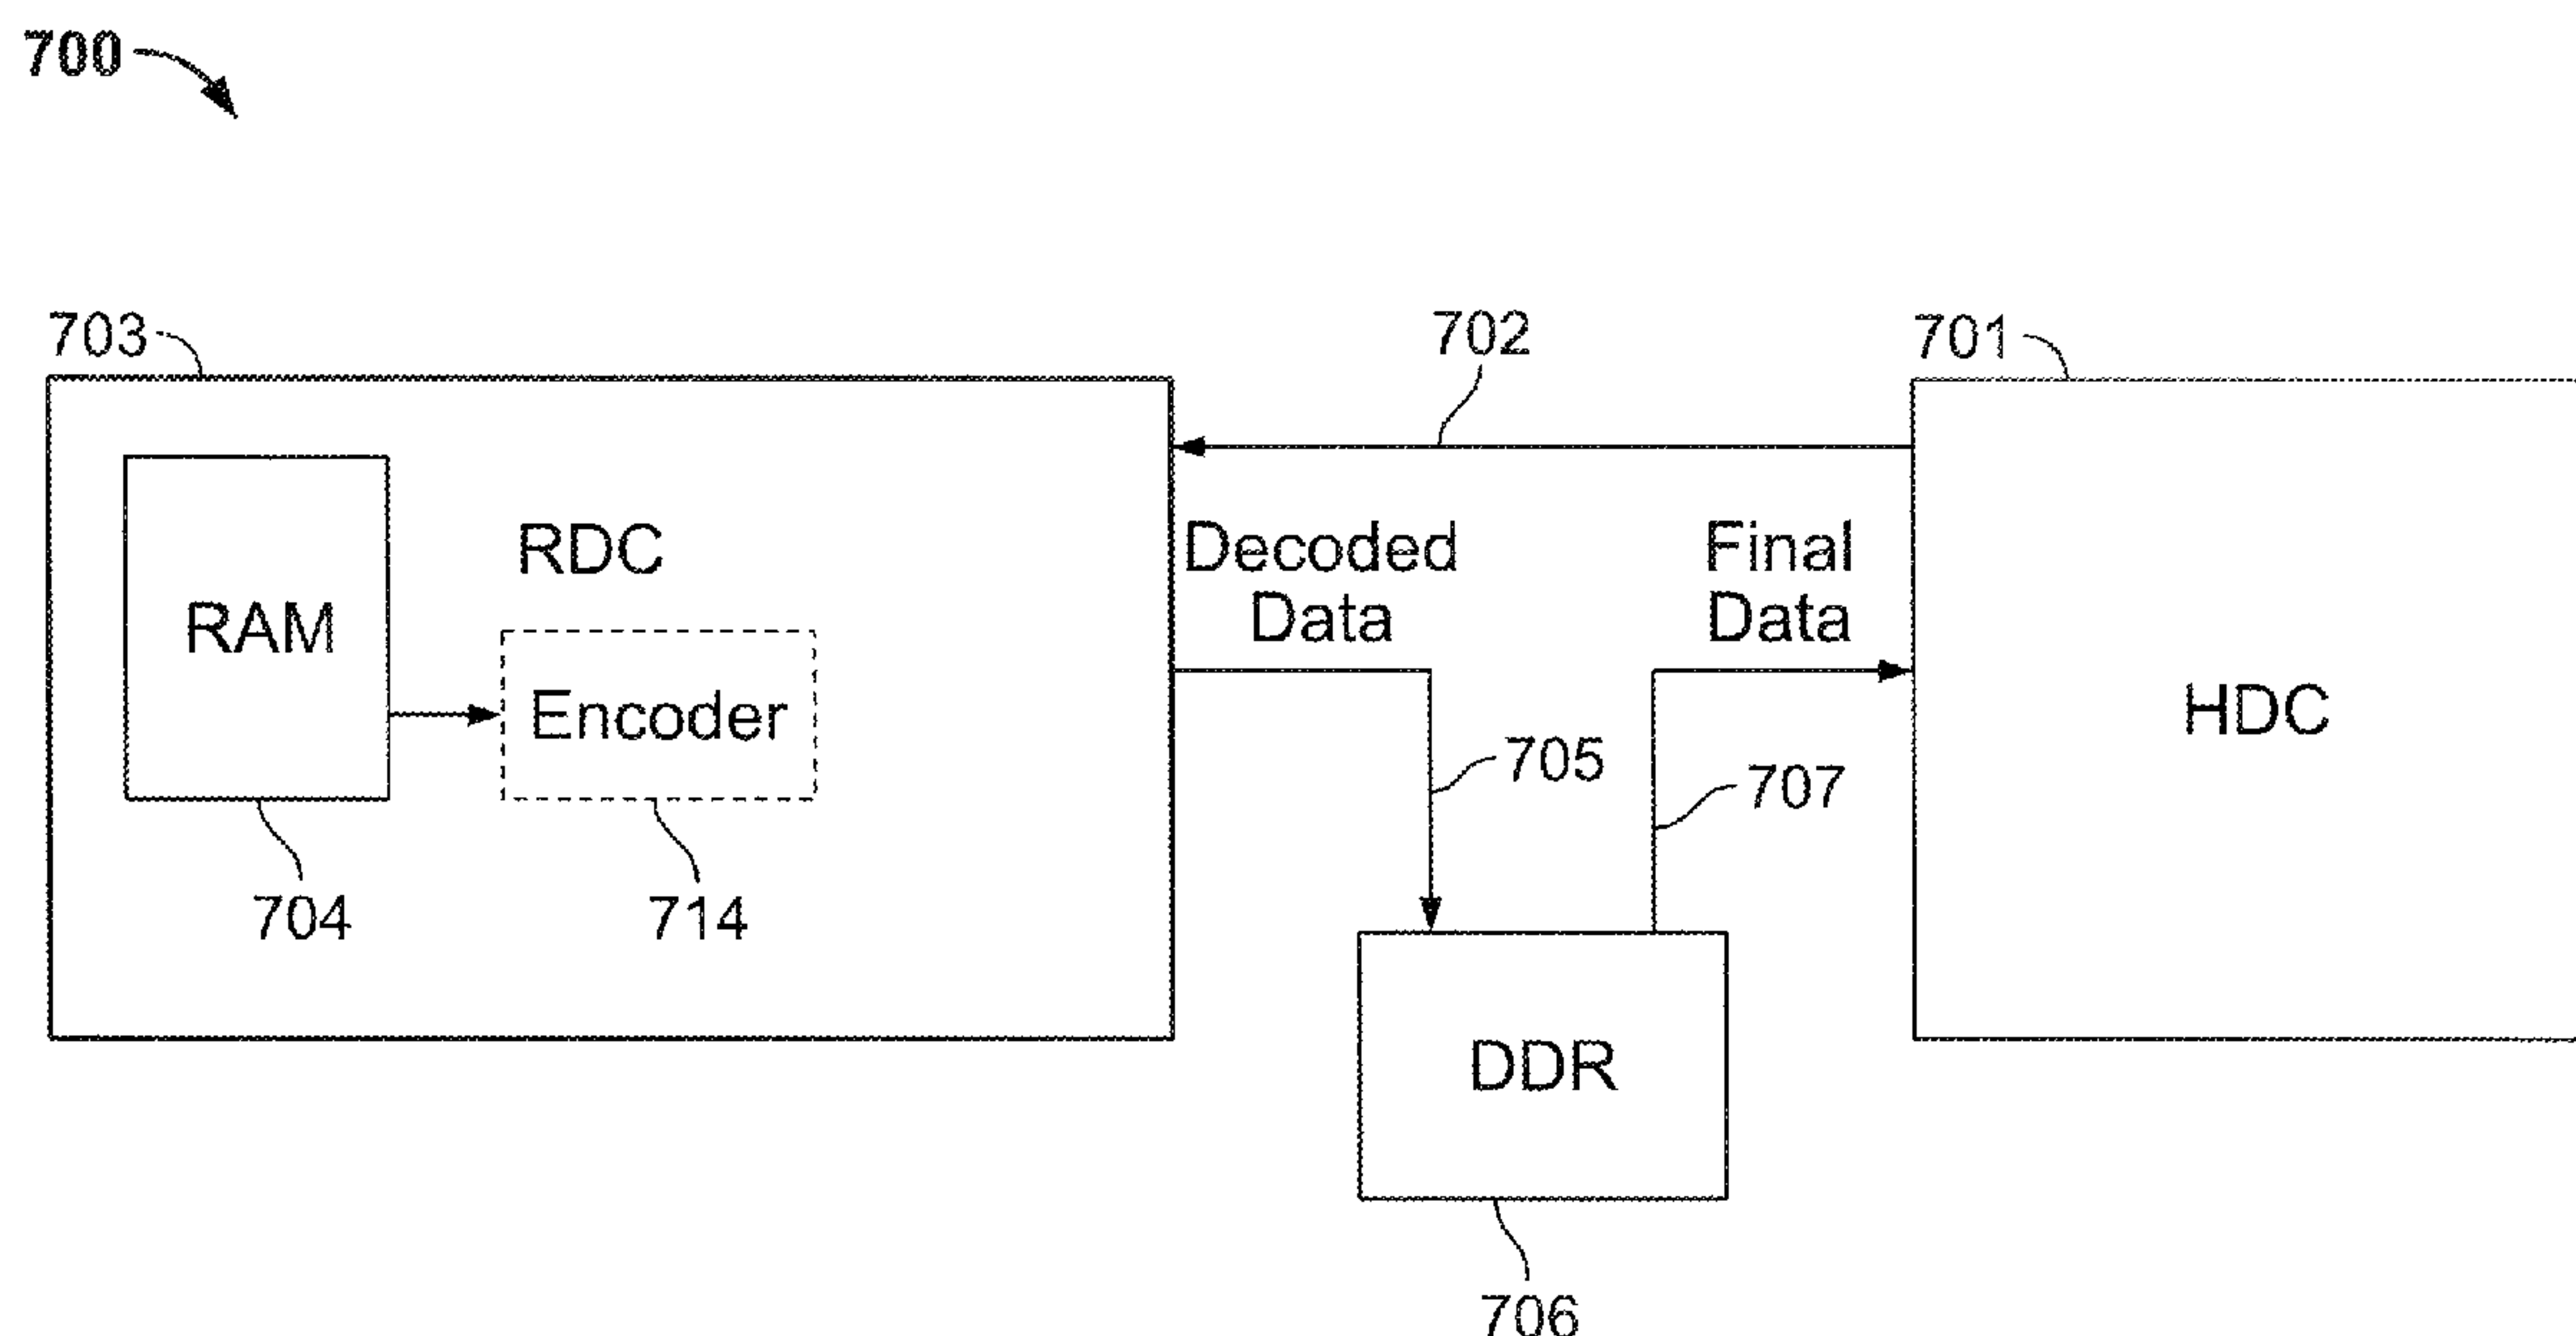 700
703
702
701
RDC
RAM
Encoder
Decoded
Data
Final
Data
HDC
705
707
704
714
DDR
706